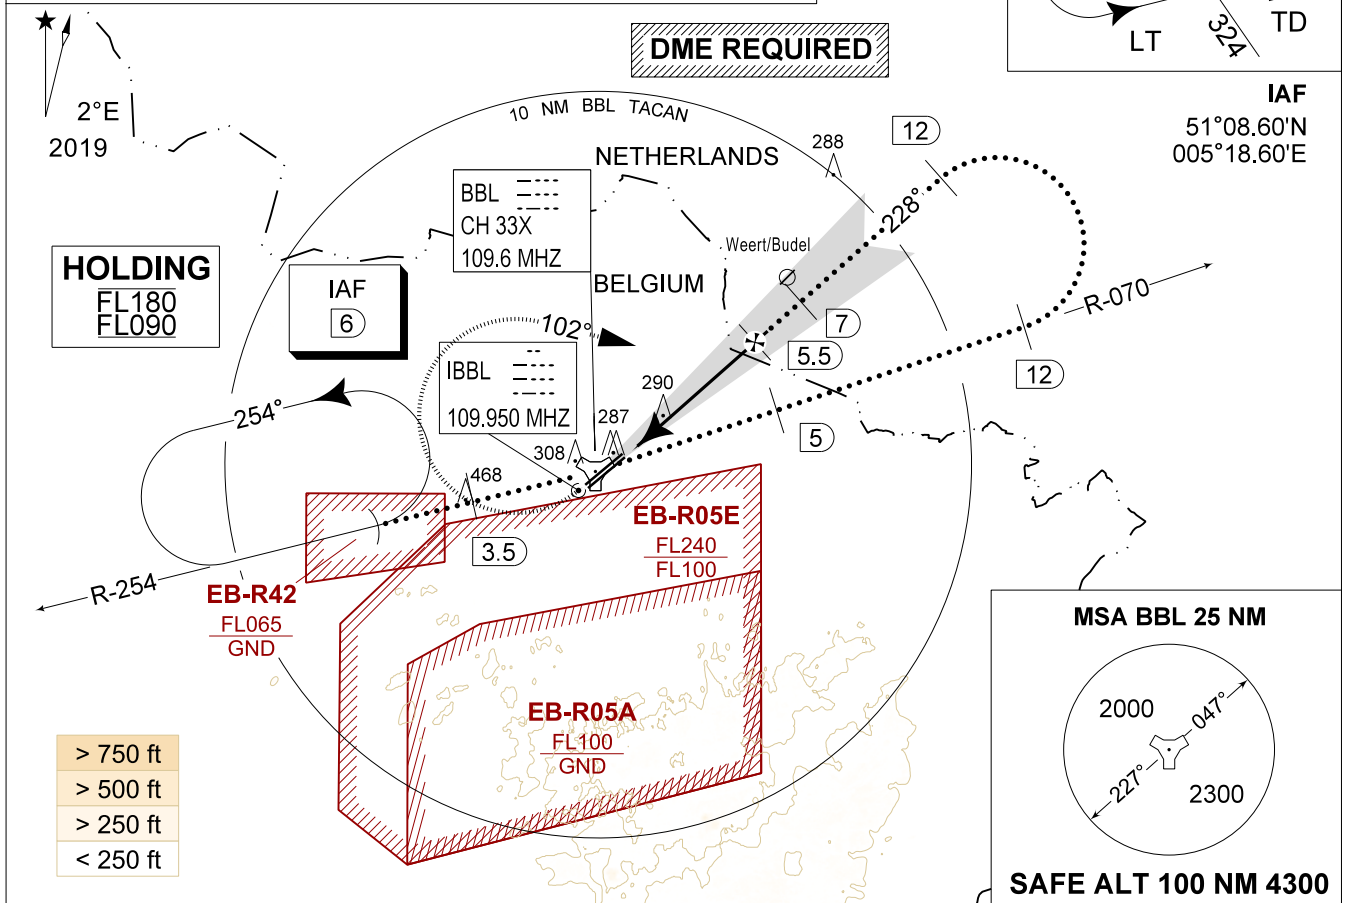 DME REQUIRED
LT
324
TD
2°E
2019
10 NM BBL TACAN
IAF
51°08.60'N
005°18.60'E
288
12
NETHERLANDS
BBL
CH 33X
109.6 MHZ
228°
Weert/Budel
HOLDING
FL180
FL090
IAF
6
BELGIUM
R-070
102°
7
5.5
12
IBBL
109.950 MHZ
290
254°
287
5
308
468
EB-R05E
FL240
FL100
3.5
R-254
EB-R42
FL065
GND
MSA BBL 25 NM
2000
047°
227°
2300
EB-R05A
FL100
GND
> 750 ft
> 500 ft
> 250 ft
< 250 ft
SAFE ALT 100 NM 4300